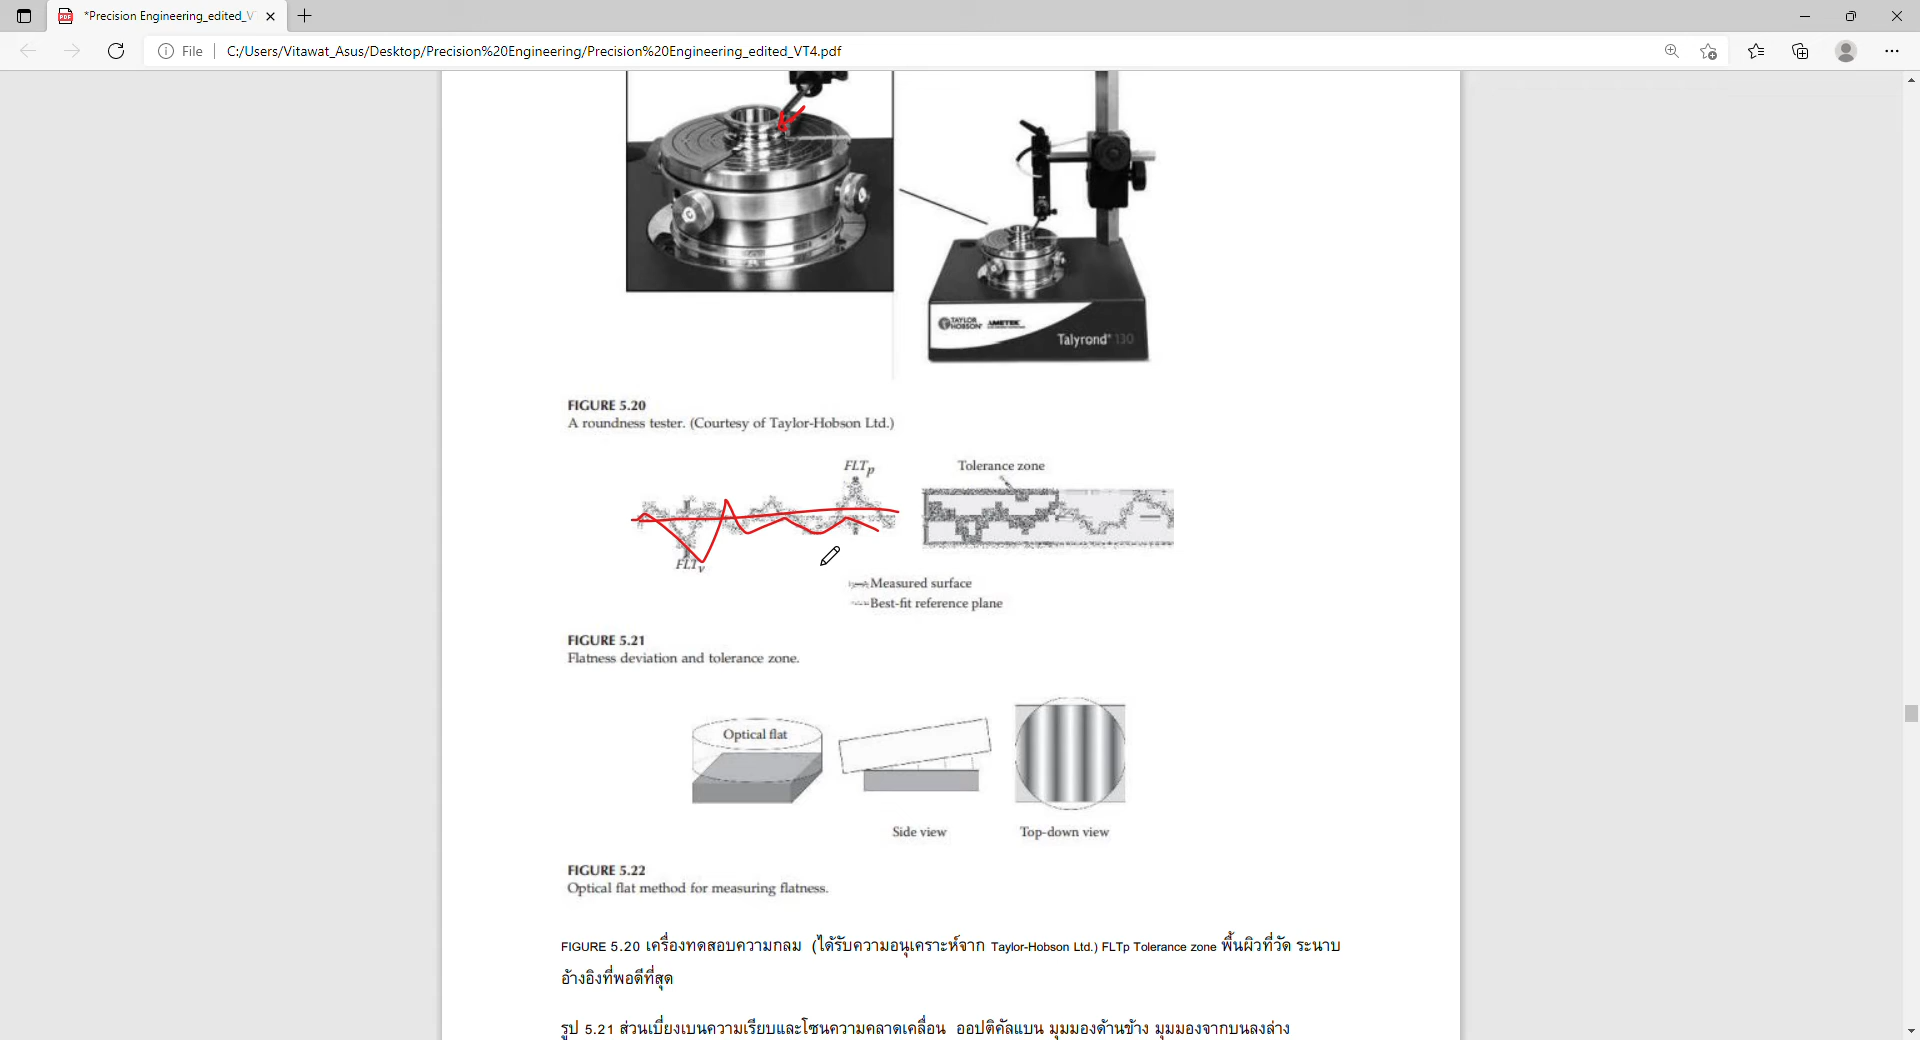 *Precision Engineering_edited_V
File
C:/Users/Vitawat_Asus/Desktop/Precision%20Engineering/Precision%20Engineering_edited_VT4.pdf
TAYLOR HOBSON AMETEK
Talyrond 130
FIGURE 5.20
A roundness tester. (Courtesy of Taylor-Hobson Ltd.)
FLTp
Tolerance zone
FLTv
Measured surface
Best-fit reference plane
FIGURE 5.21
Flatness deviation and tolerance zone.
Optical flat
Side view
Top-down view
FIGURE 5.22
Optical flat method for measuring flatness.
FIGURE 5.20 เครื่องทดสอบความกลม (ได้รับความอนุเคราะห์จาก Taylor-Hobson Ltd.) FLTp Tolerance zone พื้นผิวที่วัด ระนาบ
อ้างอิงที่พอดีที่สุด
รูป 5.21 ส่วนเบี่ยงเบนความเรียบและโซนความคลาดเคลื่อน ออปติคัลแบน มุมมองด้านข้าง มุมมองจากบนลงล่าง